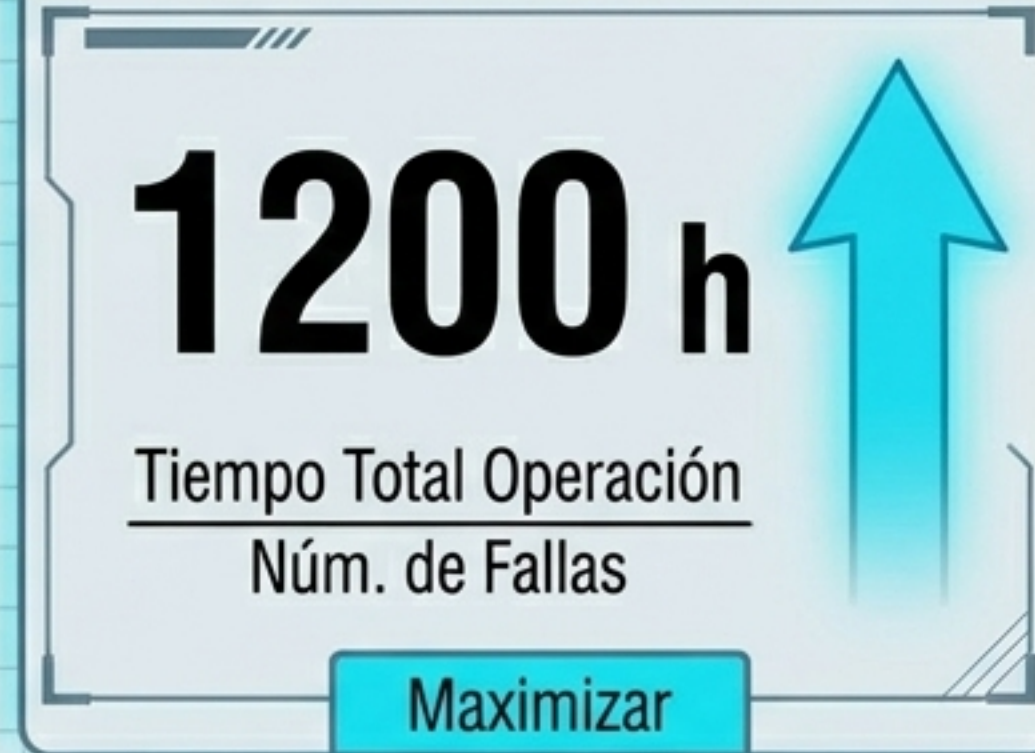 1200 h
Tiempo Total Operación
Núm. de Fallas
Maximizar